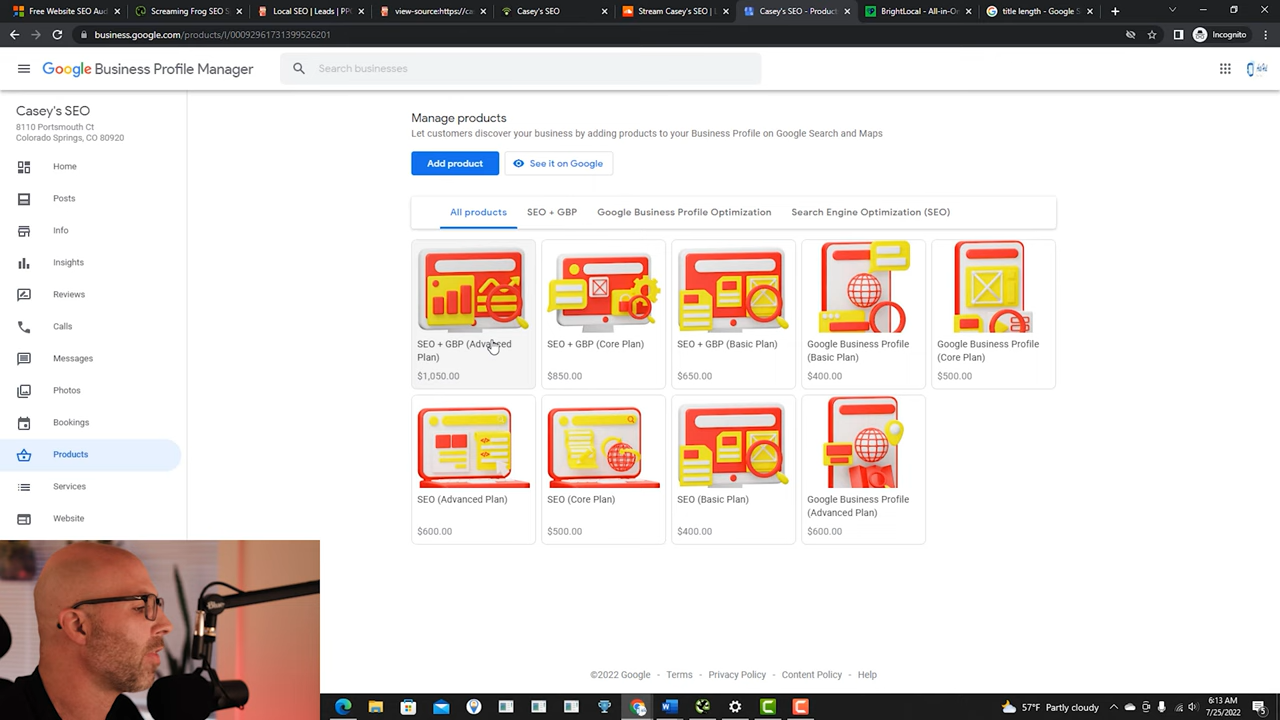 Free Website SEO Aud
Screaming Frog SEO S
Local SEO | Leads | PP
view-source:https://ca
Casey's SEO
Stream Casey's SEO |
Casey's SEO - Produc
BrightLocal - All-in-O
title length - Google S
business.google.com/products/l/00092961731399526201
Incognito
Google Business Profile Manager
Search businesses
Casey's SEO
8110 Portsmouth Ct
Colorado Springs, CO 80920
Home
Posts
Info
Insights
Reviews
Calls
Messages
Photos
Bookings
Products
Services
Website
Manage products
Let customers discover your business by adding products to your Business Profile on Google Search and Maps
Add product
See it on Google
All products
SEO + GBP
Google Business Profile Optimization
Search Engine Optimization (SEO)
SEO + GBP (Advanced
Plan)
$1,050.00
SEO + GBP (Core Plan)
$850.00
SEO + GBP (Basic Plan)
$650.00
Google Business Profile
(Basic Plan)
$400.00
Google Business Profile
(Core Plan)
$500.00
SEO (Advanced Plan)
$600.00
SEO (Core Plan)
$500.00
SEO (Basic Plan)
$400.00
Google Business Profile
(Advanced Plan)
$600.00
©2022 Google - Terms - Privacy Policy - Content Policy - Help
57°F Partly cloudy
6:13 AM
7/25/2022